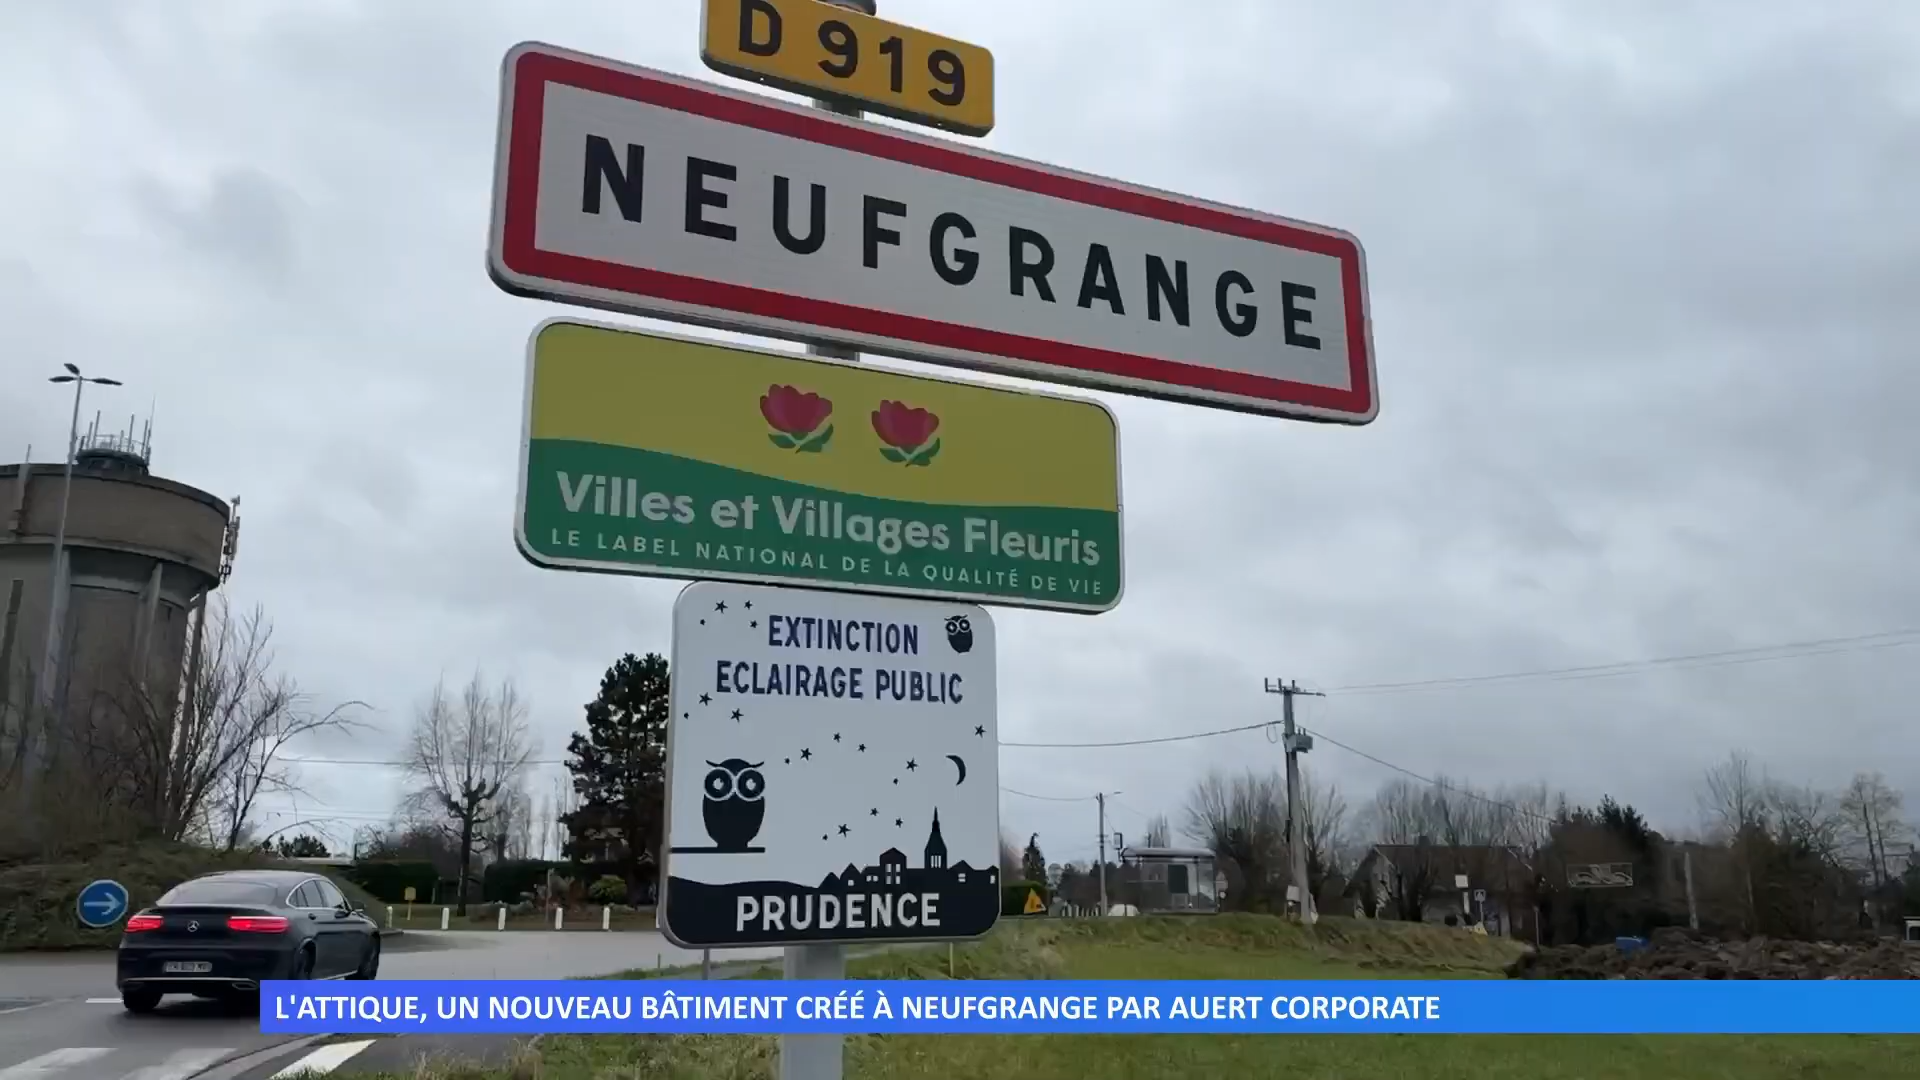 D 919
NEUFGRANGE
Villes et Villages Fleuris
LE LABEL NATIONAL DE LA QUALITÉ DE VIE
EXTINCTION
ECLAIRAGE PUBLIC
PRUDENCE
L'ATTIQUE, UN NOUVEAU BÂTIMENT CRÉÉ À NEUFGRANGE PAR AUERT CORPORATE